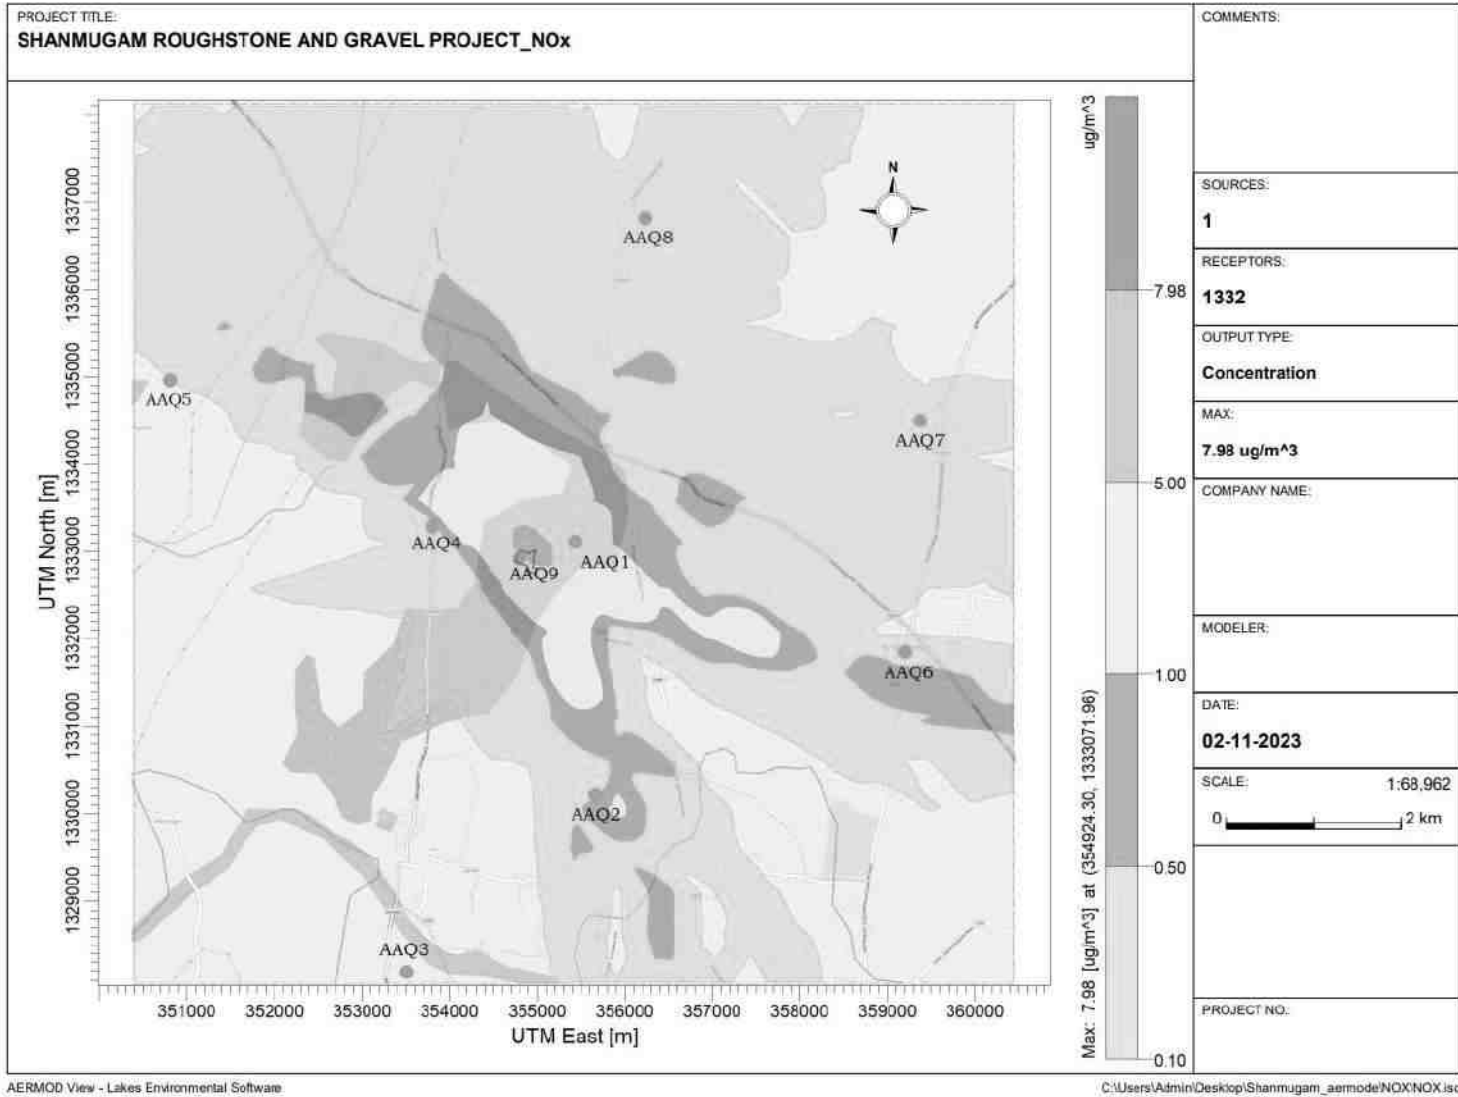 PROJECT TITLE:
SHANMUGAM ROUGHSTONE AND GRAVEL PROJECT_NOx
COMMENTS:
SOURCES:
1
RECEPTORS:
1332
OUTPUT TYPE:
Concentration
MAX:
7.98 ug/m^3
COMPANY NAME:
MODELER:
DATE:
02-11-2023
SCALE:
1:68,962
0
2 km
PROJECT NO.:
UTM North [m]
1337000
1336000
1335000
1334000
1333000
1332000
1331000
1330000
1329000
N
AAQ8
AAQ5
AAQ7
AAQ4
AAQ1
AAQ9
AAQ6
AAQ2
AAQ3
351000
352000
353000
354000
355000
356000
357000
358000
359000
360000
UTM East [m]
ug/m^3
7.98
5.00
1.00
0.50
0.10
Max: 7.98 [ug/m^3] at (354924.30, 1333071.96)
AERMOD View - Lakes Environmental Software
C:\Users\Admin\Desktop\Shanmugam_aermode\NOX\NOX.isc